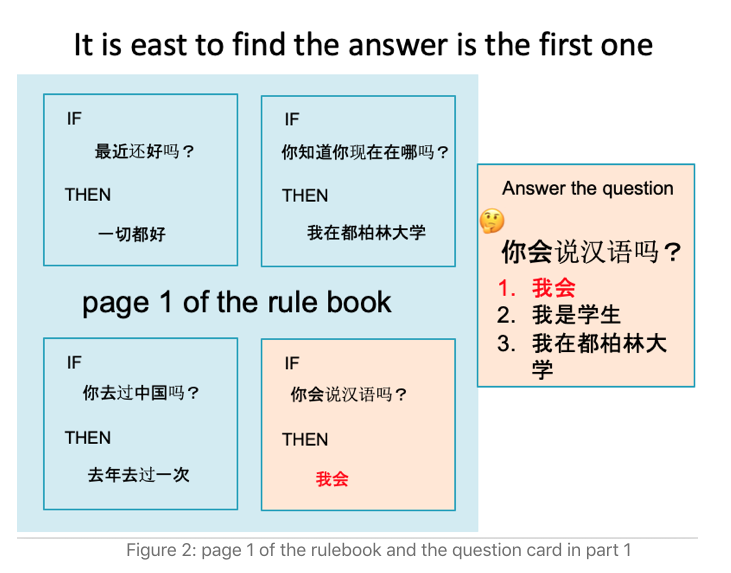 It is east to find the answer is the first one
IF
最近还好吗？
THEN
一切都好
IF
你知道你现在在哪吗？
THEN
我在都柏林大学
page 1 of the rule book
IF
你去过中国吗？
THEN
去年去过一次
IF
你会说汉语吗？
THEN
我会
Answer the question
你会说汉语吗？
1. 我会
2. 我是学生
3. 我在都柏林大
学
Figure 2: page 1 of the rulebook and the question card in part 1